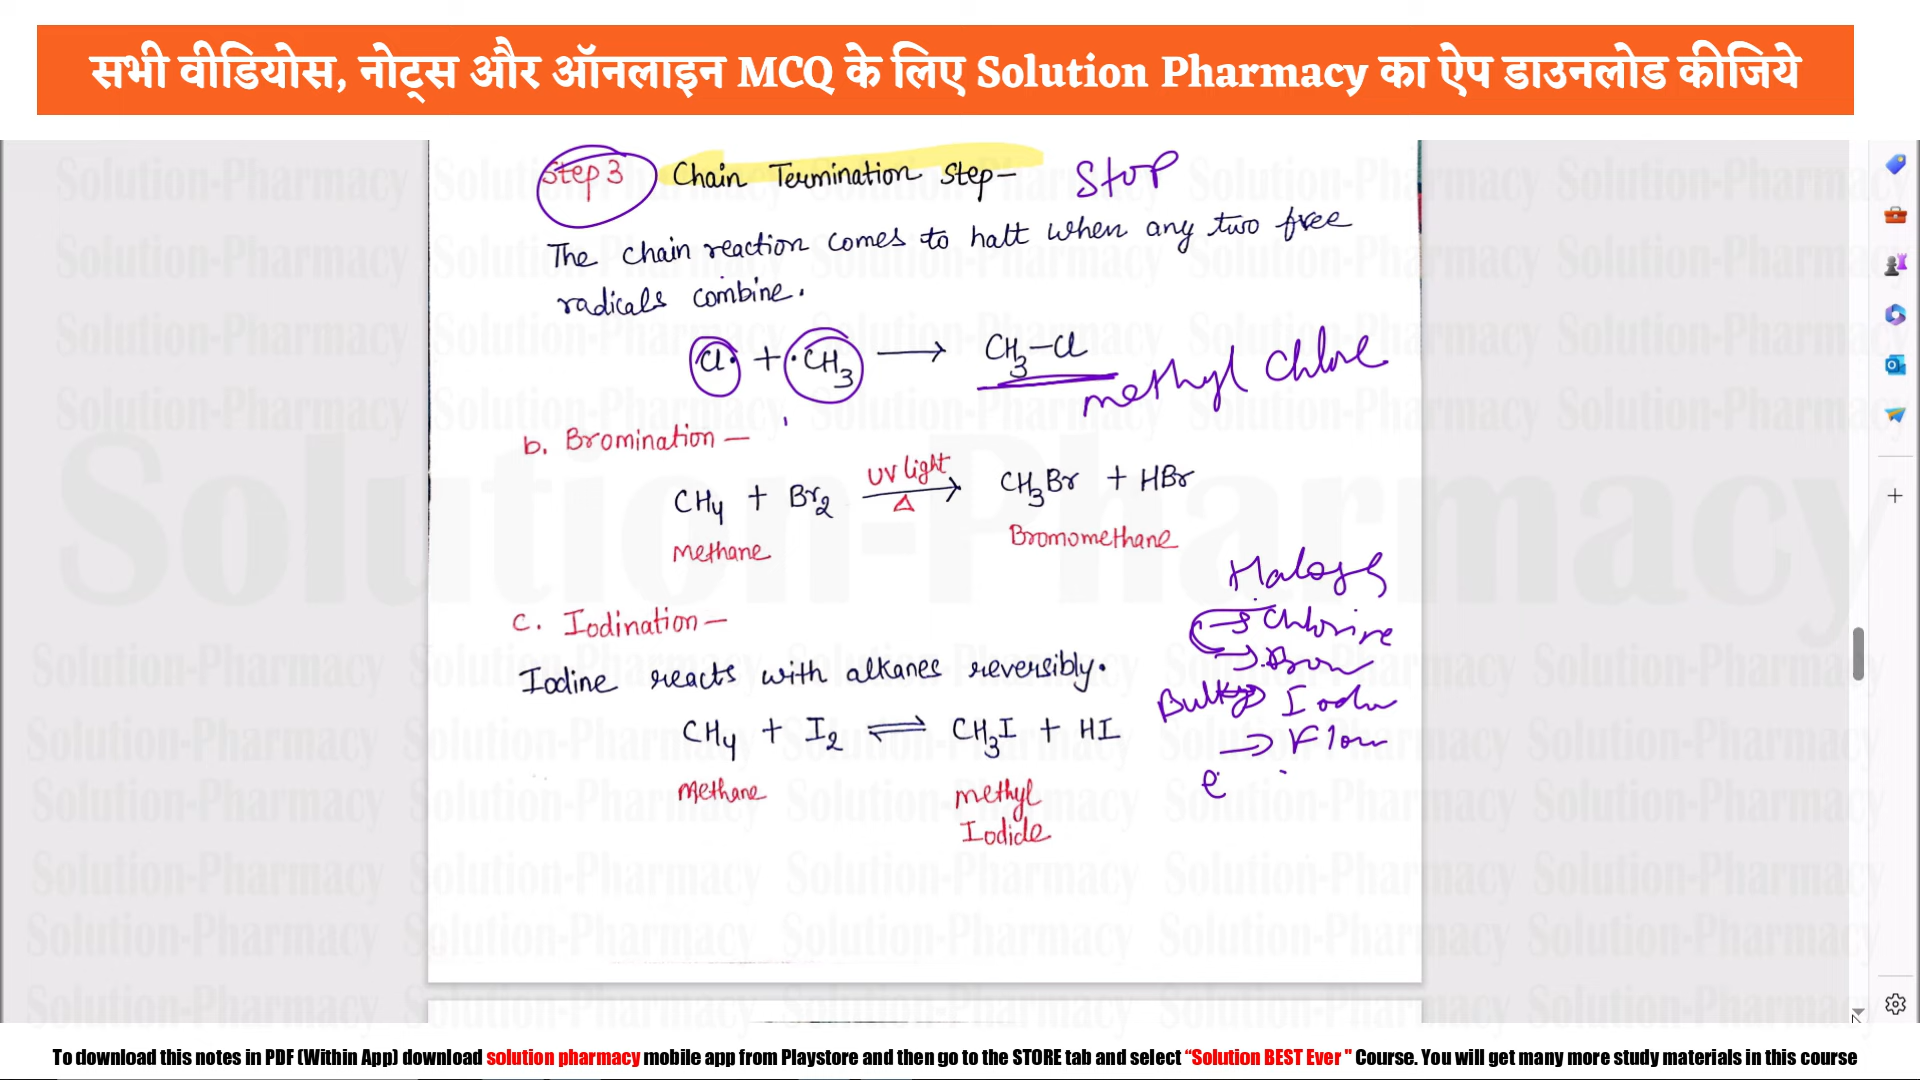 सभी वीडियोस, नोट्स और ऑनलाइन MCQ के लिए Solution Pharmacy का ऐप डाउनलोड कीजिये
Step 3 Chain Termination Step- Stop
The chain reaction comes to halt when any two free
radicals combine.
Cl• + •CH3 → CH3-Cl
methyl
b. Bromination -
UV light
CH4 + Br2 → CH3Br + HBr
Δ
Methane Bromomethane
c. Iodination -
Chlorine
Iodine reacts with alkanes reversibly.
CH4 + I2 ⇌ CH3I + HI
Methane methyl
Iodide
Solution-Pharmacy
To download this notes in PDF (Within App) download solution pharmacy mobile app from Playstore and then go to the STORE tab and select “Solution BEST Ever " Course. You will get many more study materials in this course